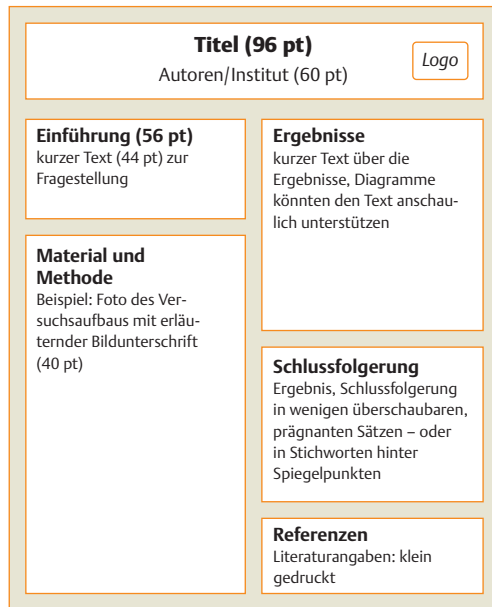 Titel (96 pt)
Autoren/Institut (60 pt)
Logo
Einführung (56 pt)
kurzer Text (44 pt) zur
Fragestellung
Material und
Methode
Beispiel: Foto des Ver-
suchsaufbaus mit erläu-
ternder Bildunterschrift
(40 pt)
Ergebnisse
kurzer Text über die
Ergebnisse, Diagramme
könnten den Text anschau-
lich unterstützen
Schlussfolgerung
Ergebnis, Schlussfolgerung
in wenigen überschaubaren,
prägnanten Sätzen – oder
in Stichworten hinter
Spiegelpunkten
Referenzen
Literaturangaben: klein
gedruckt